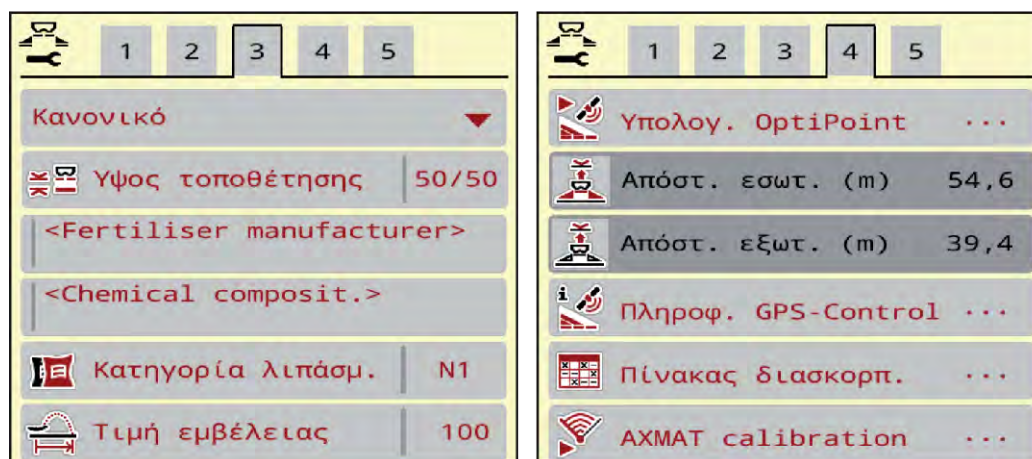 1 2 3 4 5
Κανονικό
Υψος τοποθέτησης 50/50
<Fertiliser manufacturer>
<Chemical composit.>
Κατηγορία λιπάσμ. N1
Τιμή εμβέλειας 100
1 2 3 4 5
Υπολογ. OptiPoint ...
Απόστ. εσωτ. (m) 54,6
Απόστ. εξωτ. (m) 39,4
Πληροφ. GPS-Control ...
Πίνακας διασκορπ. ...
AXMAT calibration ...